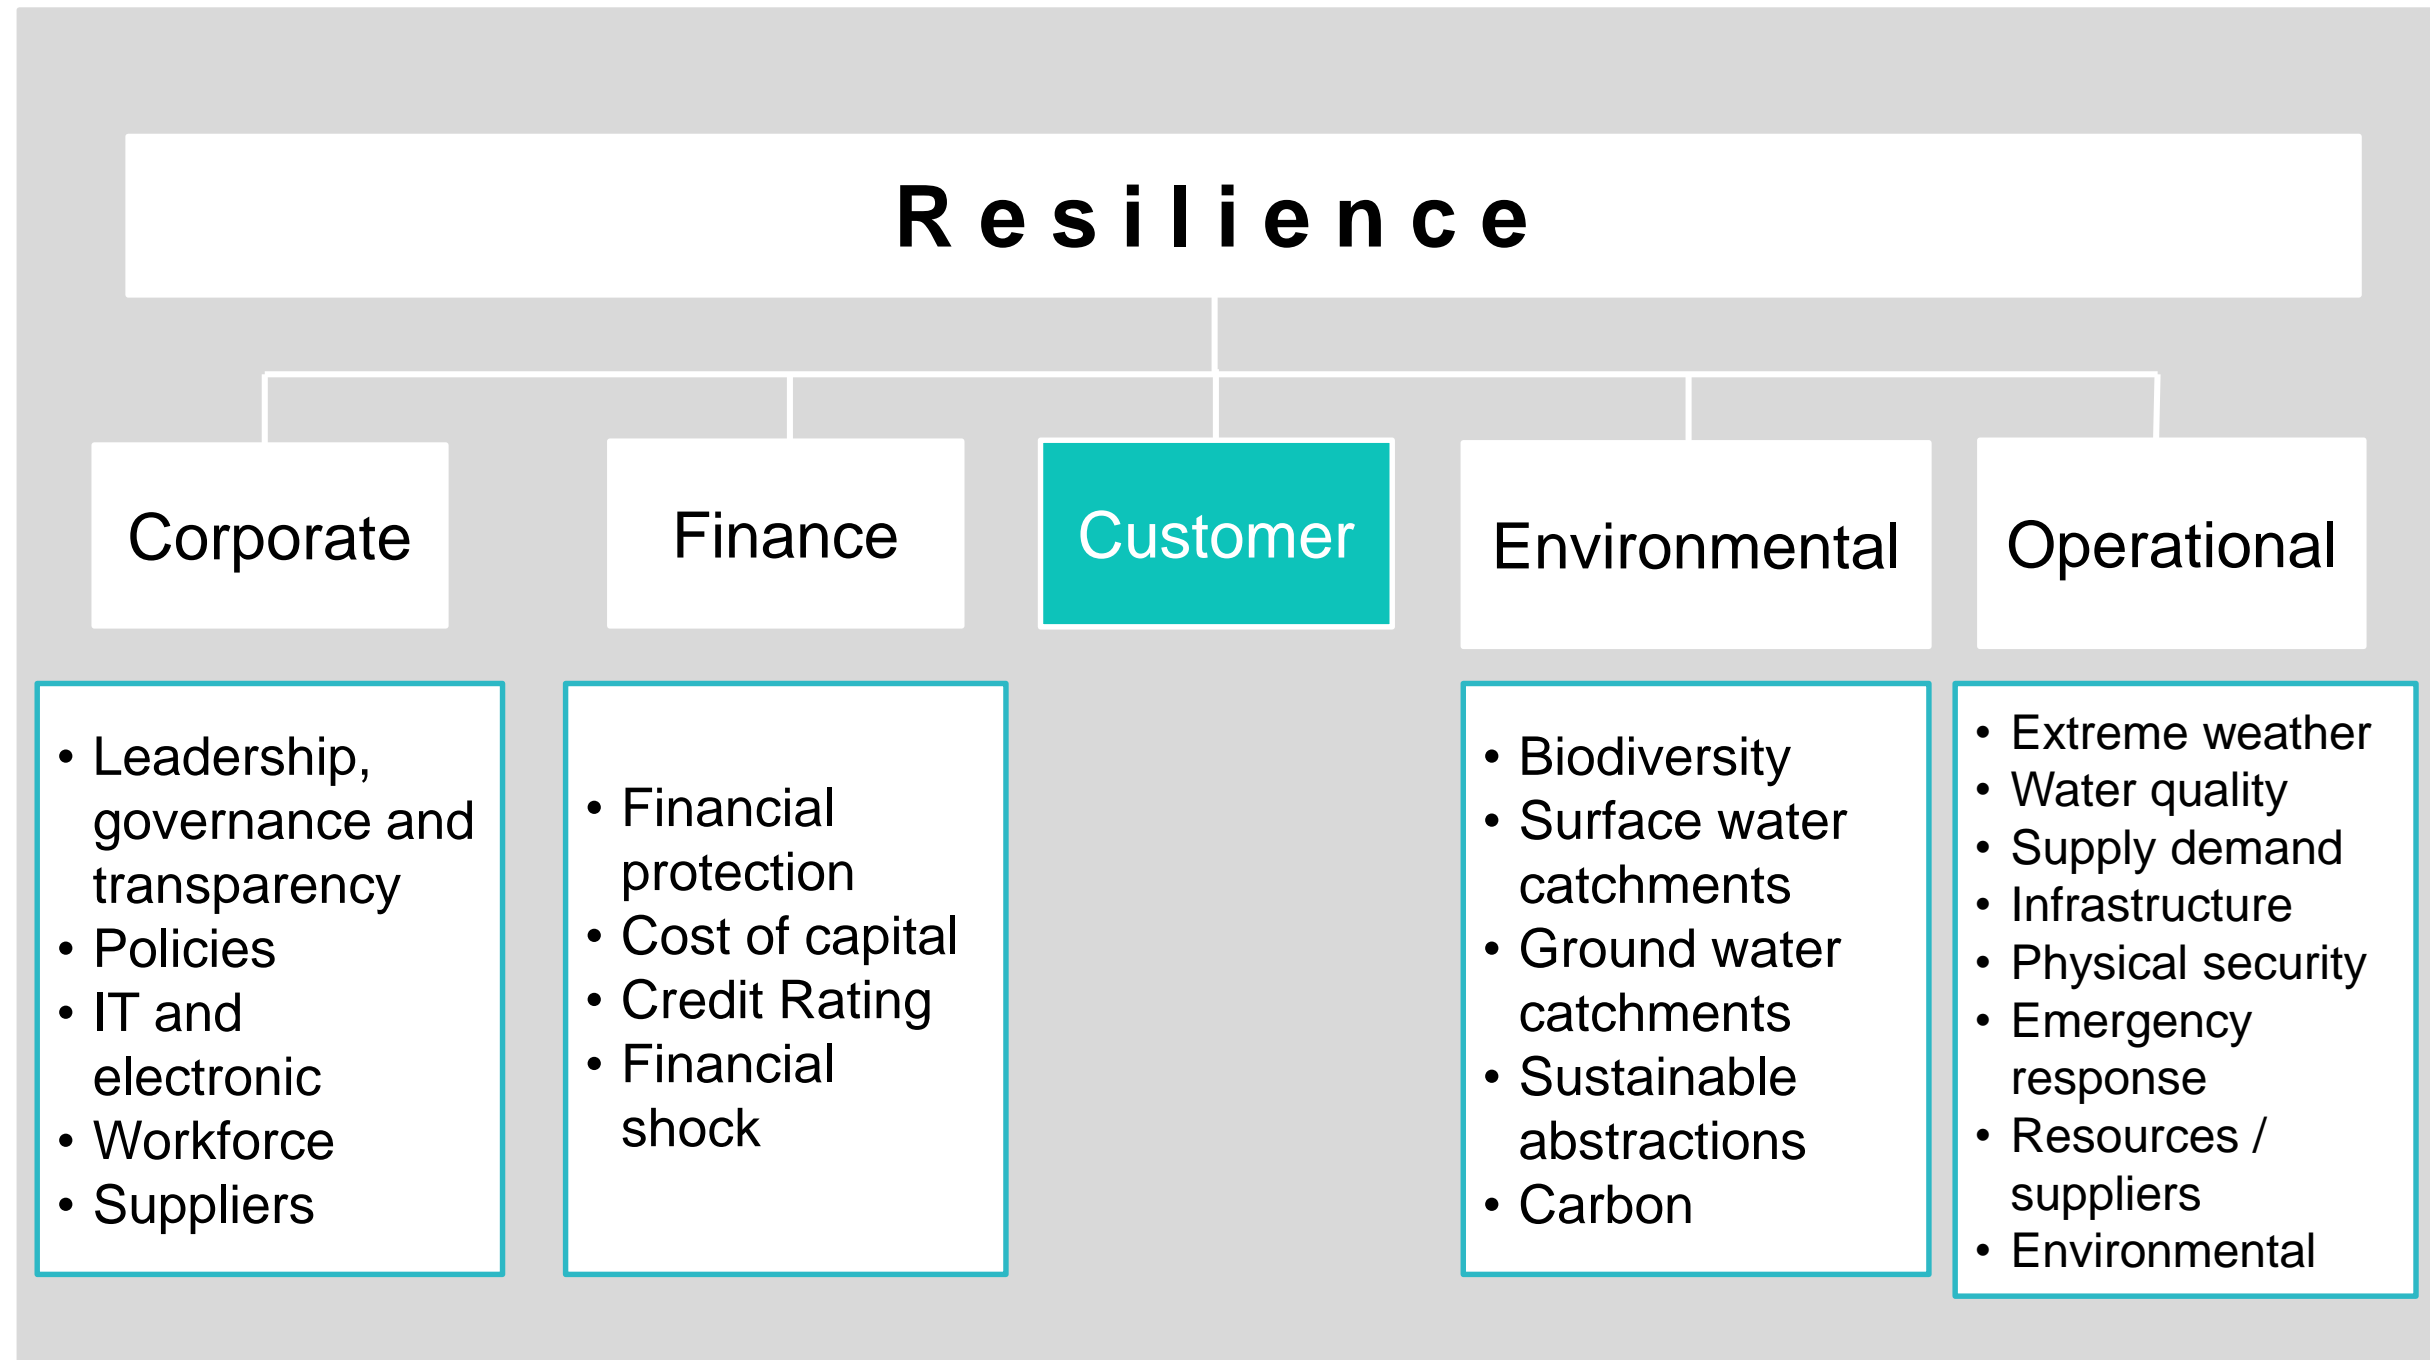 R e s i l i e n c e
Corporate
Finance
Customer
Environmental
Operational
• Leadership,
governance and
transparency
• Policies
• IT and
electronic
• Workforce
• Suppliers
• Financial
protection
• Cost of capital
• Credit Rating
• Financial
shock
• Biodiversity
• Surface water
catchments
• Ground water
catchments
• Sustainable
abstractions
• Carbon
• Extreme weather
• Water quality
• Supply demand
• Infrastructure
• Physical security
• Emergency
response
• Resources /
suppliers
• Environmental